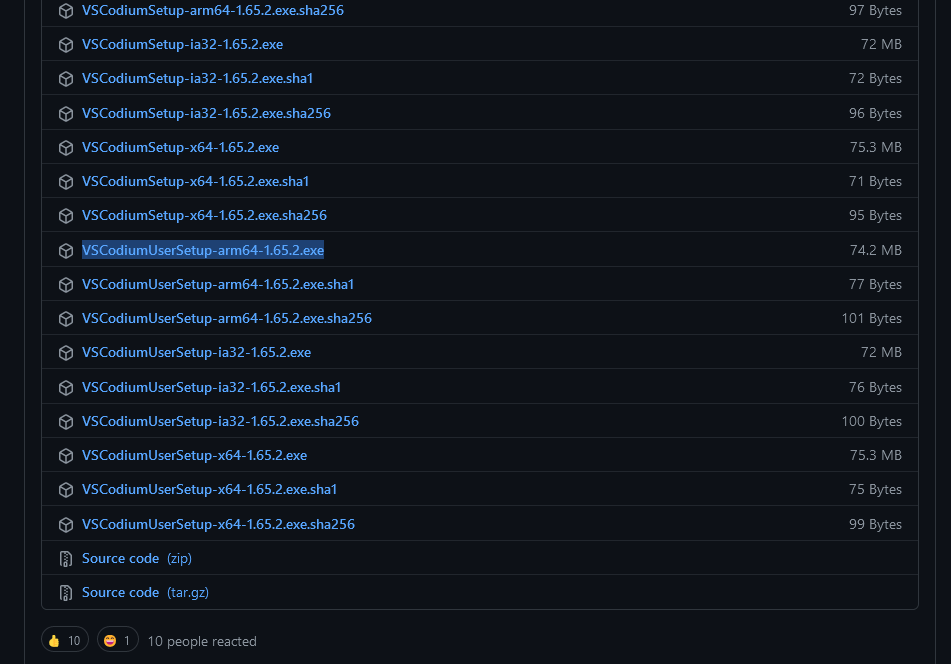 VSCodiumSetup-arm64-1.65.2.exe.sha256 97 Bytes
VSCodiumSetup-ia32-1.65.2.exe 72 MB
VSCodiumSetup-ia32-1.65.2.exe.sha1 72 Bytes
VSCodiumSetup-ia32-1.65.2.exe.sha256 96 Bytes
VSCodiumSetup-x64-1.65.2.exe 75.3 MB
VSCodiumSetup-x64-1.65.2.exe.sha1 71 Bytes
VSCodiumSetup-x64-1.65.2.exe.sha256 95 Bytes
VSCodiumUserSetup-arm64-1.65.2.exe 74.2 MB
VSCodiumUserSetup-arm64-1.65.2.exe.sha1 77 Bytes
VSCodiumUserSetup-arm64-1.65.2.exe.sha256 101 Bytes
VSCodiumUserSetup-ia32-1.65.2.exe 72 MB
VSCodiumUserSetup-ia32-1.65.2.exe.sha1 76 Bytes
VSCodiumUserSetup-ia32-1.65.2.exe.sha256 100 Bytes
VSCodiumUserSetup-x64-1.65.2.exe 75.3 MB
VSCodiumUserSetup-x64-1.65.2.exe.sha1 75 Bytes
VSCodiumUserSetup-x64-1.65.2.exe.sha256 99 Bytes
Source code (zip)
Source code (tar.gz)
👍 10 😄 1 10 people reacted